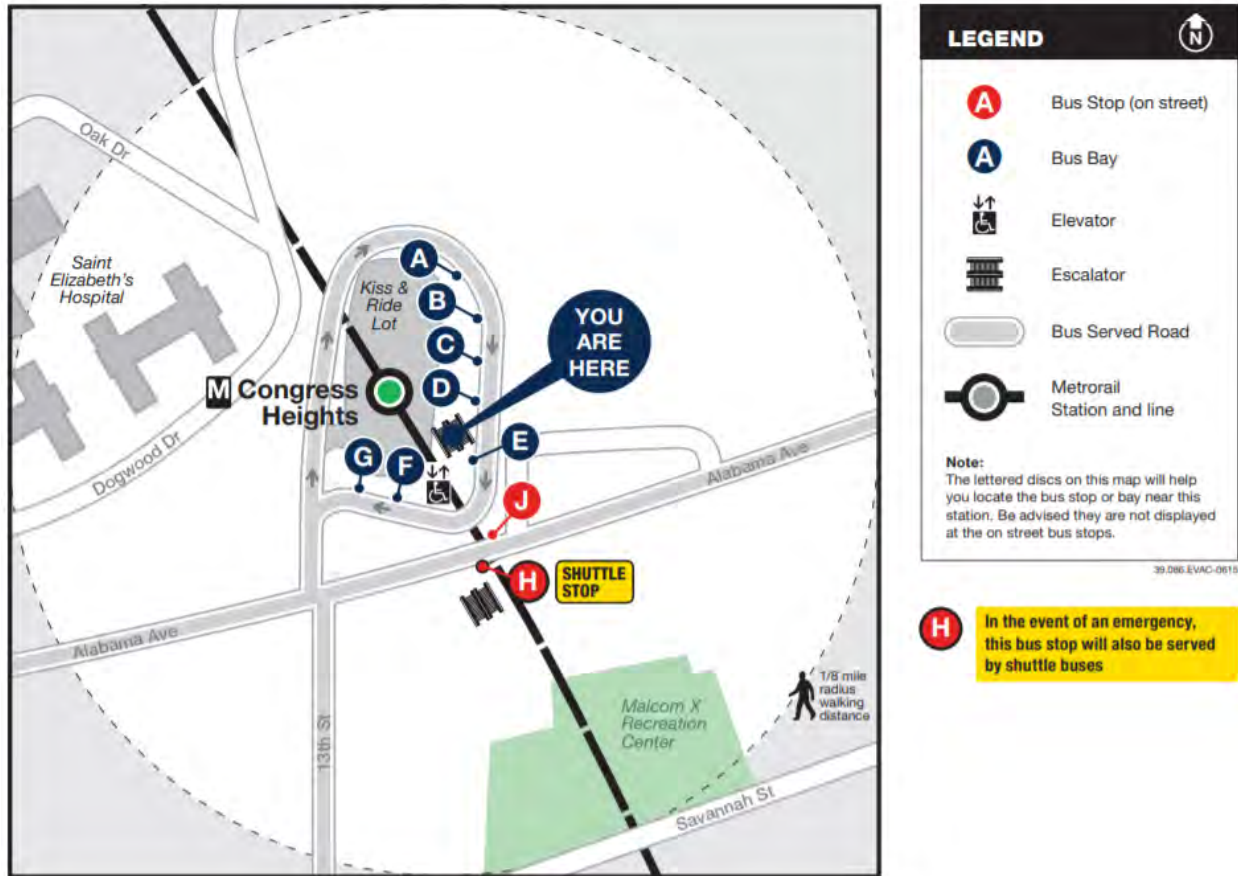 Oak Dr
Saint
Elizabeth's
Hospital
Dogwood Dr
Kiss &
Ride
Lot
A
B
C
D
E
F
G
YOU
ARE
HERE
M Congress
Heights
J
H
SHUTTLE
STOP
Alabama Ave
Alabama Ave
13th St
Malcom X
Recreation
Center
1/8 mile
radius
walking
distance
Savannah St
LEGEND
N
A Bus Stop (on street)
A Bus Bay
Elevator
Escalator
Bus Served Road
Metrorail
Station and line
Note:
The lettered discs on this map will help
you locate the bus stop or bay near this
station. Be advised they are not displayed
at the on street bus stops.
39.086.EVAC-0615
H
In the event of an emergency,
this bus stop will also be served
by shuttle buses